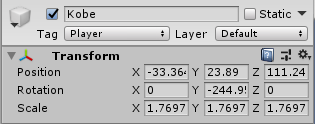 Kobe Static
Tag Player Layer Default
Transform
Position X -33.364 Y 23.89 Z 111.24
Rotation X 0 Y -244.95 Z 0
Scale X 1.7697 Y 1.7697 Z 1.7697